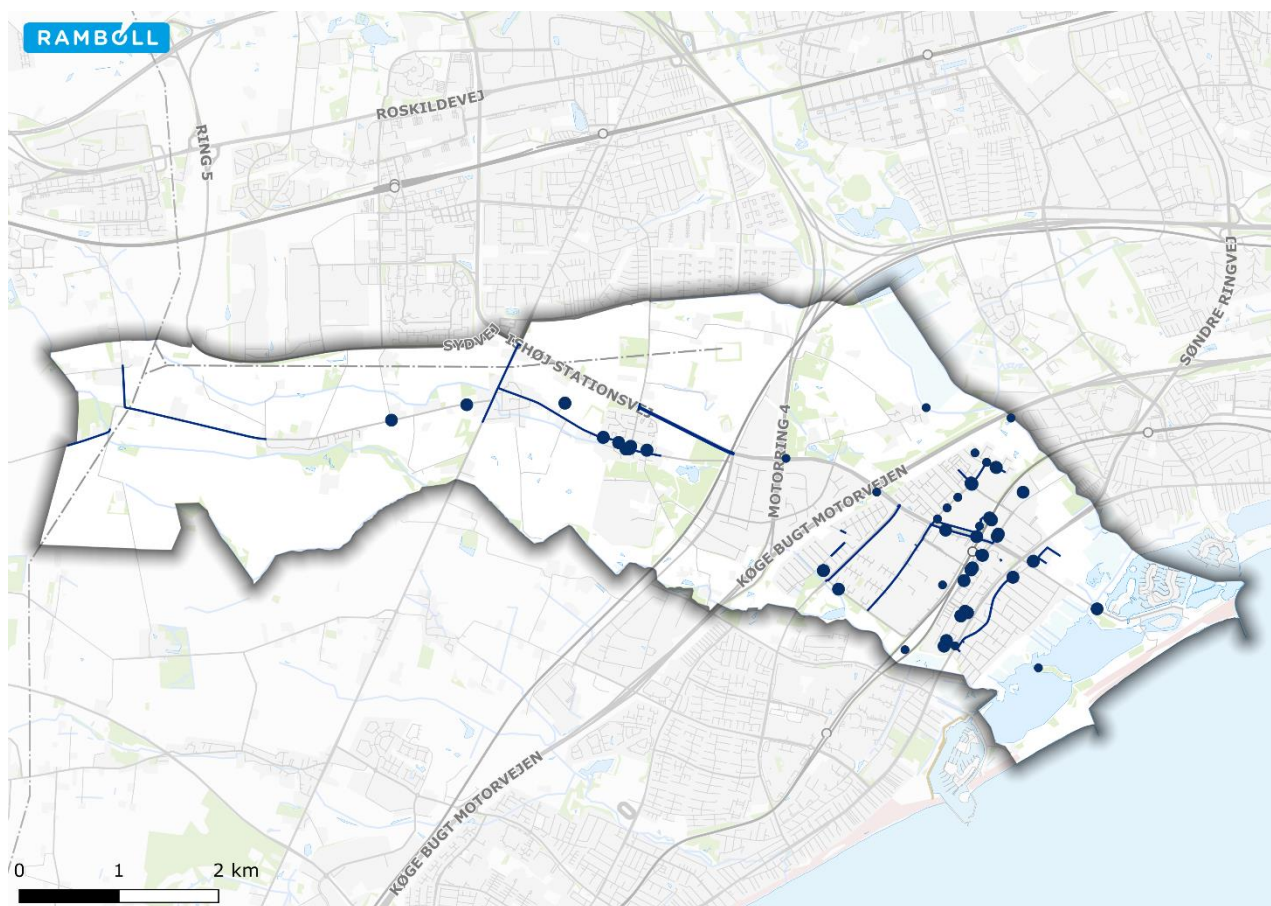 RAMBOLL
ROSKILDEVEJ
RING 5
SØNDRE RINGVEJ
SYDVEJ
ISHØJ STATIONSVEJ
MOTORRING 4
KØGE BUGT MOTORVEJEN
KØGE BUGT MOTORVEJEN
0 1 2 km